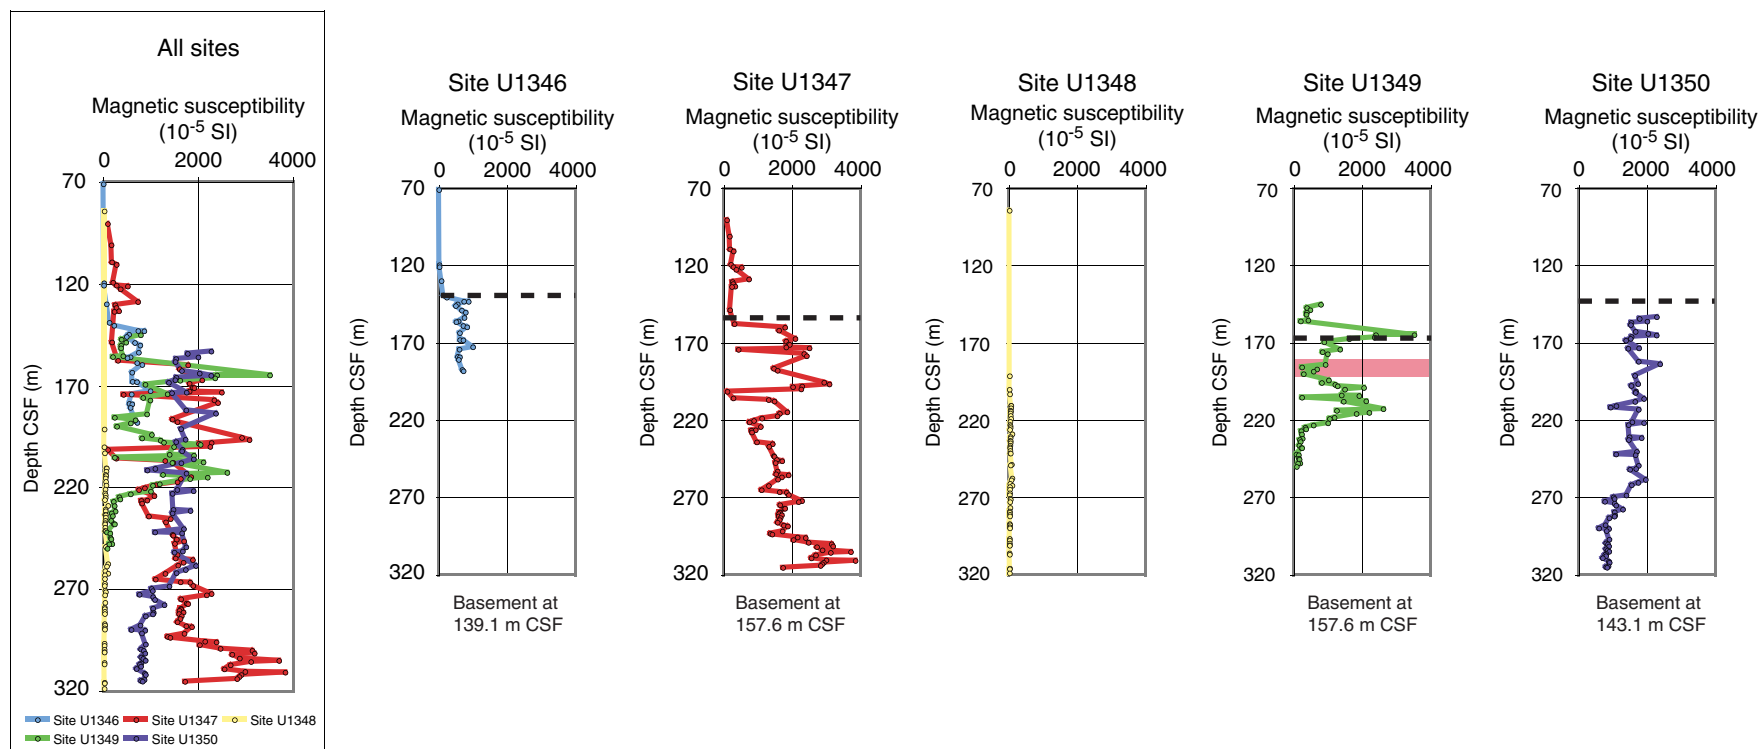 All sites
Magnetic susceptibility
(10-5 SI)
0 2000 4000
70
120
170
220
270
320
Depth CSF (m)
Site U1346 Site U1347 Site U1348
Site U1349 Site U1350
Site U1346
Magnetic susceptibility
(10-5 SI)
0 2000 4000
70
120
170
220
270
320
Depth CSF (m)
Basement at
139.1 m CSF
Site U1347
Magnetic susceptibility
(10-5 SI)
0 2000 4000
70
120
170
220
270
320
Depth CSF (m)
Basement at
157.6 m CSF
Site U1348
Magnetic susceptibility
(10-5 SI)
0 2000 4000
70
120
170
220
270
320
Depth CSF (m)
Site U1349
Magnetic susceptibility
(10-5 SI)
0 2000 4000
70
120
170
220
270
320
Depth CSF (m)
Basement at
157.6 m CSF
Site U1350
Magnetic susceptibility
(10-5 SI)
0 2000 4000
70
120
170
220
270
320
Depth CSF (m)
Basement at
143.1 m CSF